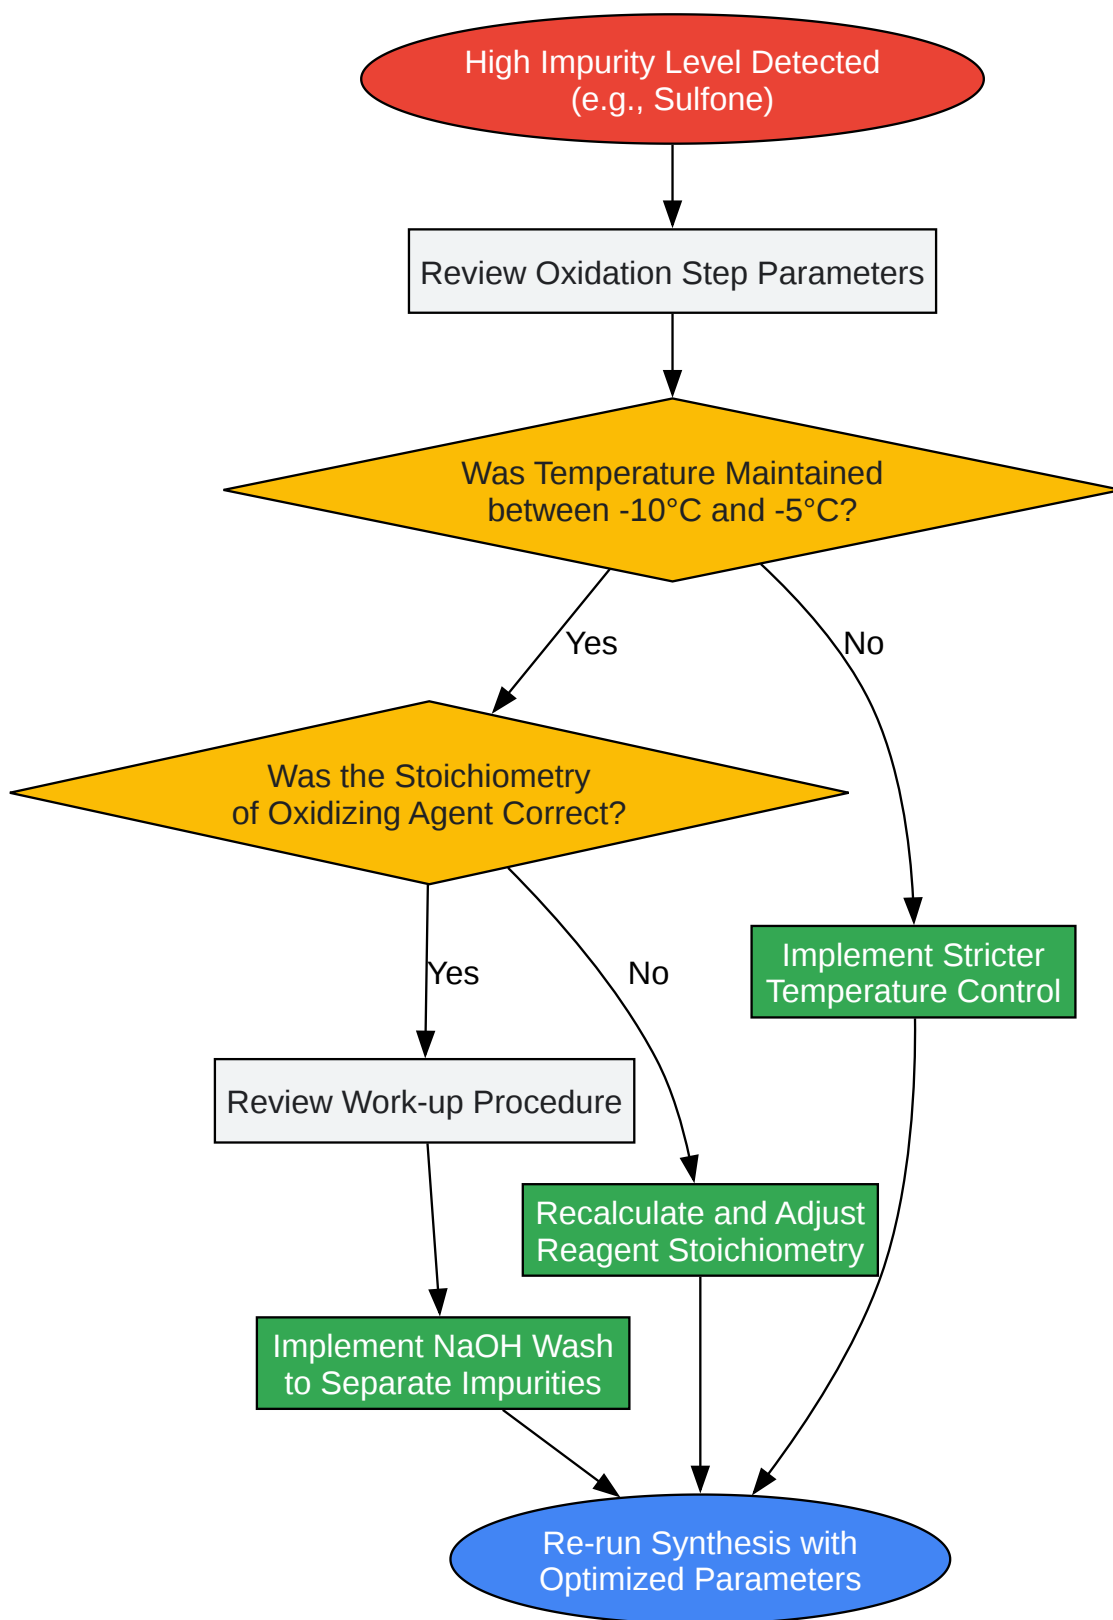 High Impurity Level Detected
(e.g., Sulfone)
Review Oxidation Step Parameters
Was Temperature Maintained
between -10°C and -5°C?
Yes
No
Was the Stoichiometry
of Oxidizing Agent Correct?
Implement Stricter
Temperature Control
Yes
No
Review Work-up Procedure
Recalculate and Adjust
Reagent Stoichiometry
Implement NaOH Wash
to Separate Impurities
Re-run Synthesis with
Optimized Parameters